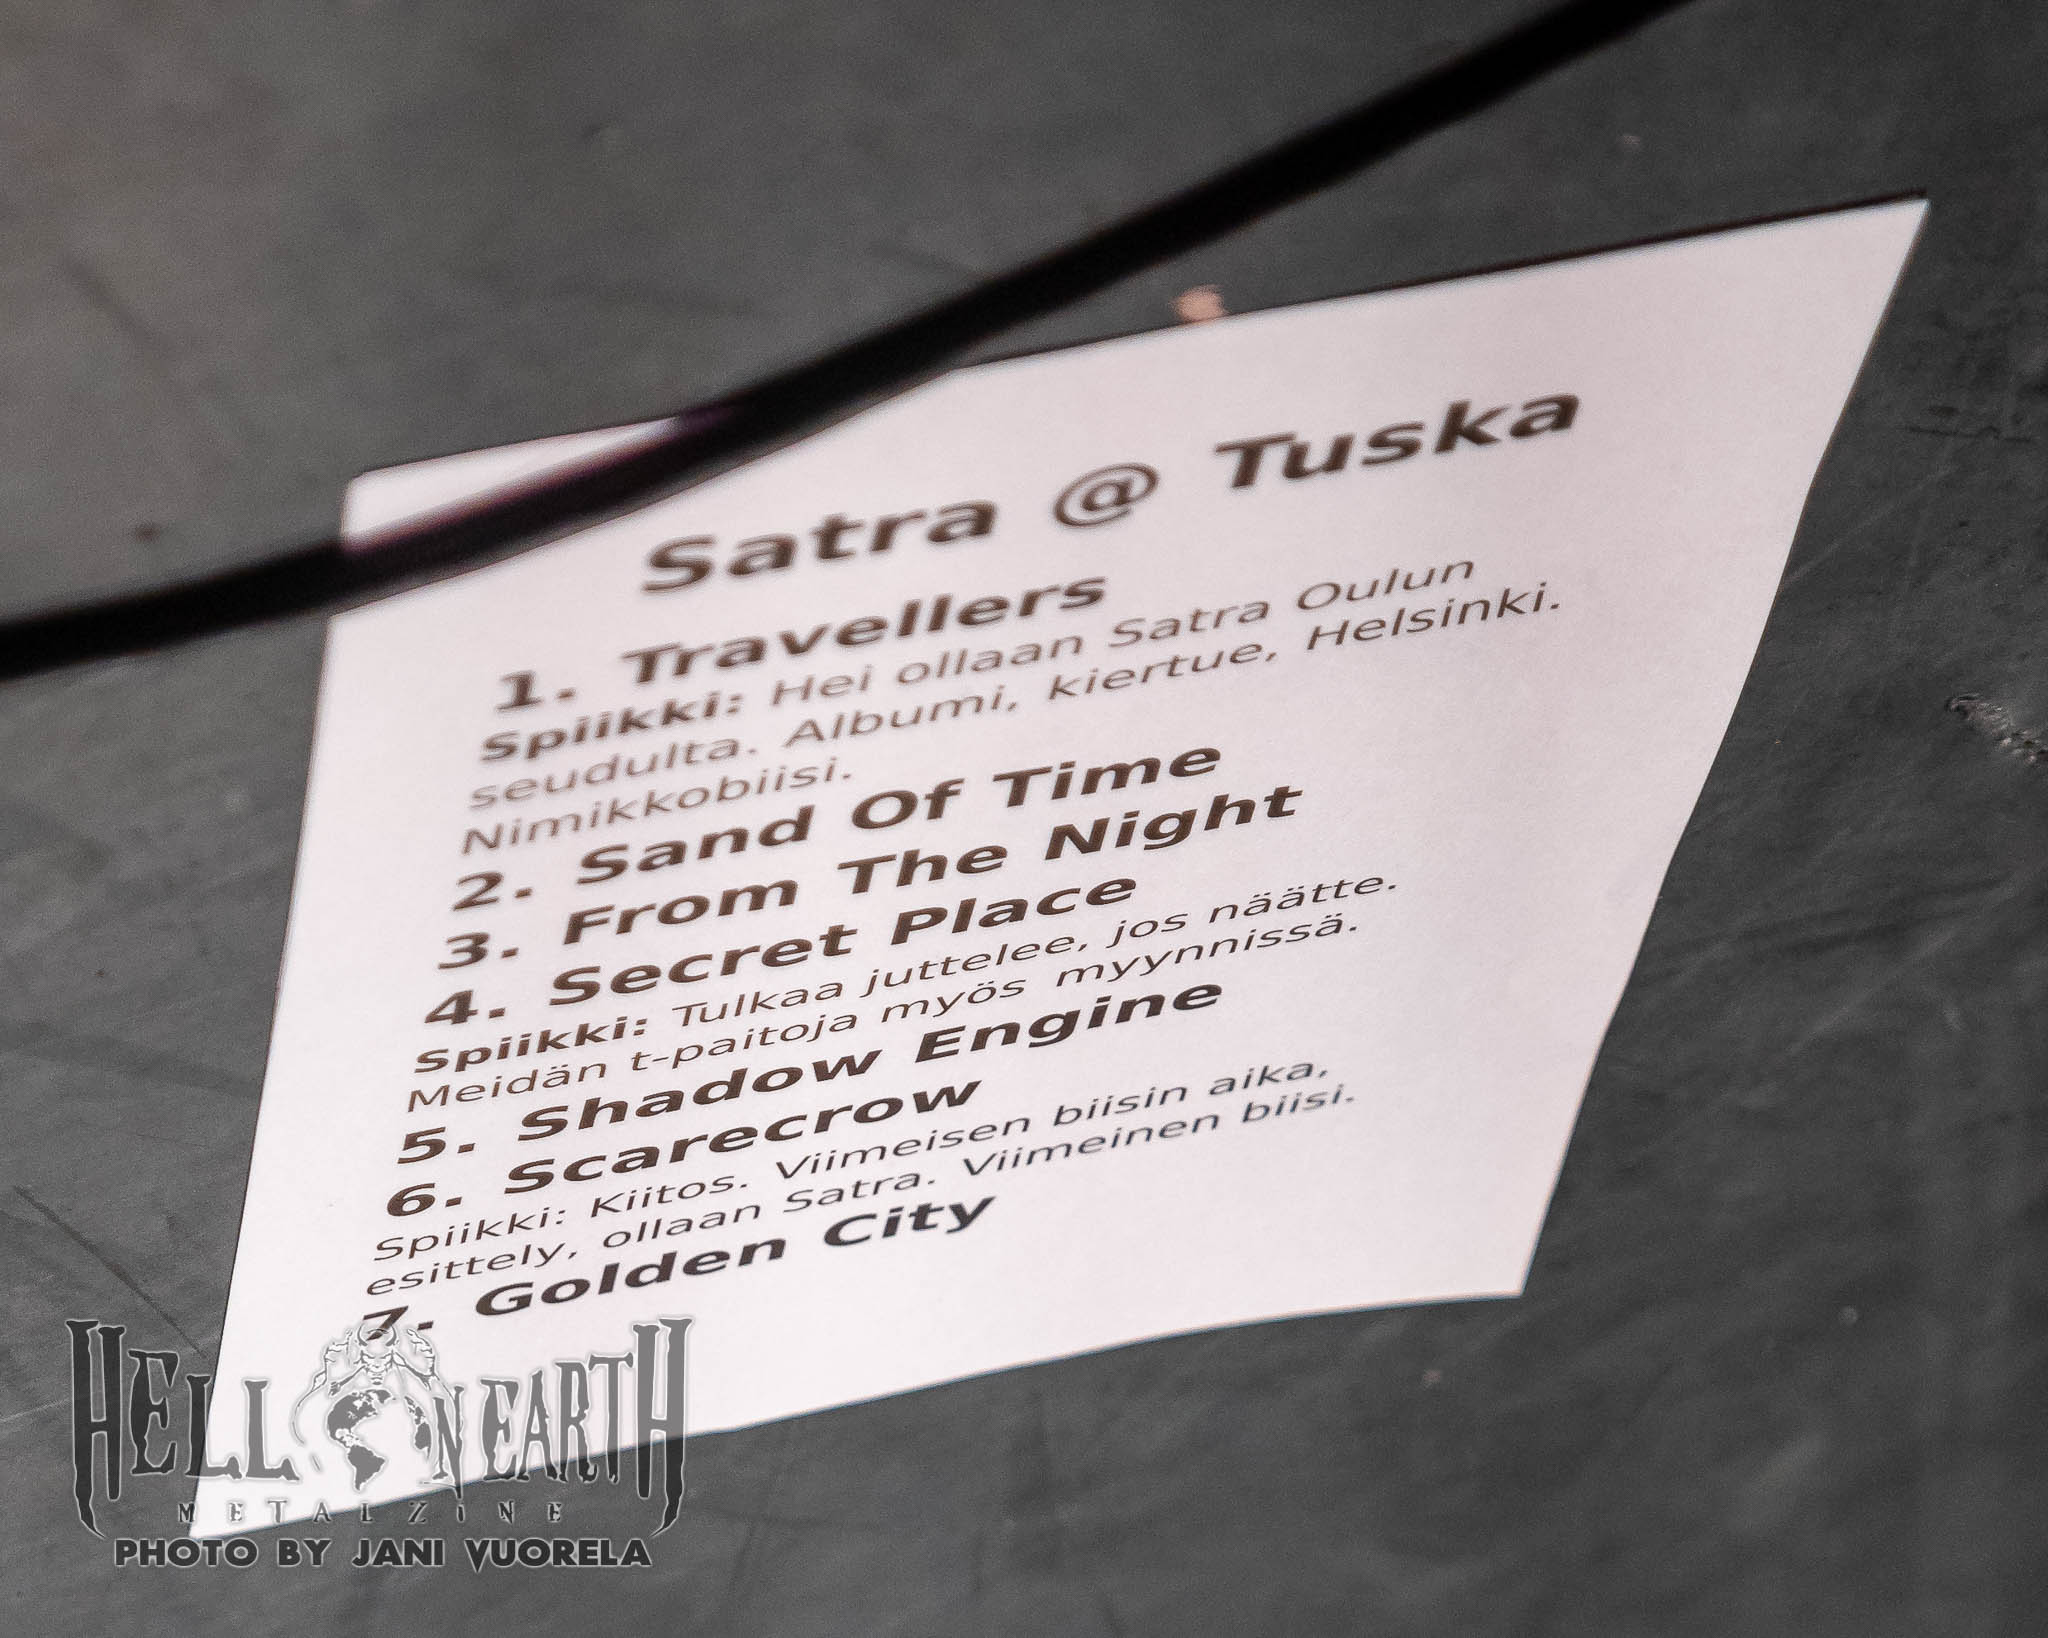 Satra @ Tuska
1. Travellers
Spiikki: Hei ollaan Satra Oulun
seudulta. Albumi, kiertue, Helsinki.
Nimikkobiisi.
2. Sand Of Time
3. From The Night
4. Secret Place
Spiikki: Tulkaa juttelee, jos näätte.
Meidän t-paitoja myös myynnissä.
5. Shadow Engine
6. Scarecrow
Spiikki: Kiitos. Viimeisen biisin aika,
esittely, ollaan Satra. Viimeinen biisi.
7. Golden City
HELL ON EARTH
METALZINE
PHOTO BY JANI VUORELA